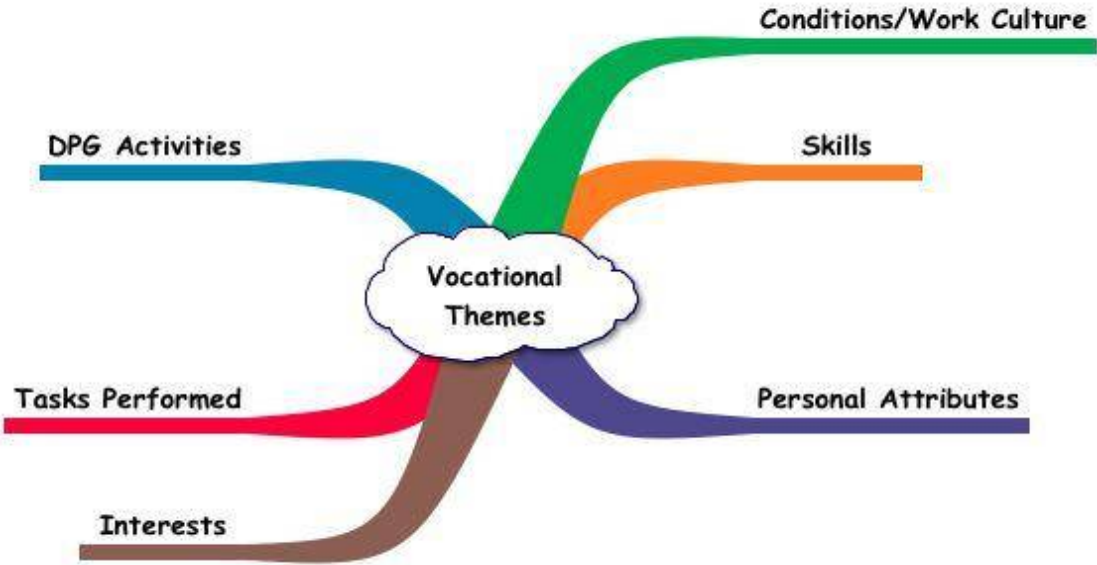 Conditions/Work Culture
DPG Activities
Skills
Vocational
Themes
Tasks Performed
Personal Attributes
Interests